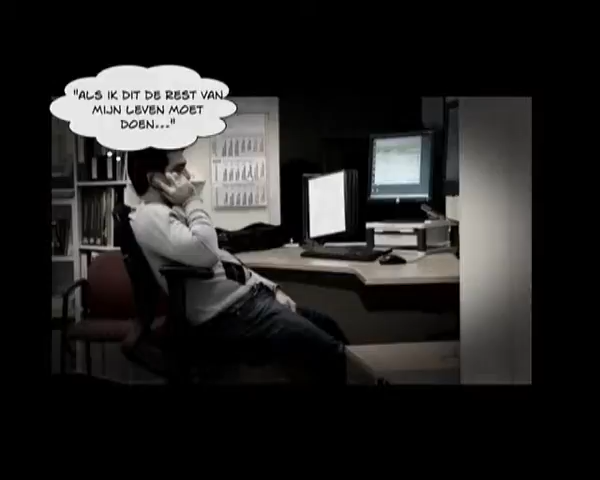 "ALS IK DIT DE REST VAN
MIJN LEVEN MOET
DOEN..."